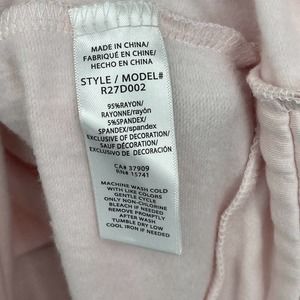 MADE IN CHINA/
FABRIQUÉ EN CHINE/
HECHO EN CHINA
STYLE / MODEL#
R27D002
95%RAYON/
RAYONNE/rayón
5%SPANDEX/
SPANDEX/spandex
EXCLUSIVE OF DECORATION/
SAUF DÉCORATION/
EXCLUSIVO DE DECORACIÓN
CA# 37909
RN# 15741
MACHINE WASH COLD
WITH LIKE COLORS
GENTLE CYCLE
ONLY NON-CHLORINE
BLEACH IF NEEDED
REMOVE PROMPTLY
AFTER WASH
TUMBLE DRY LOW
COOL IRON IF NEEDED